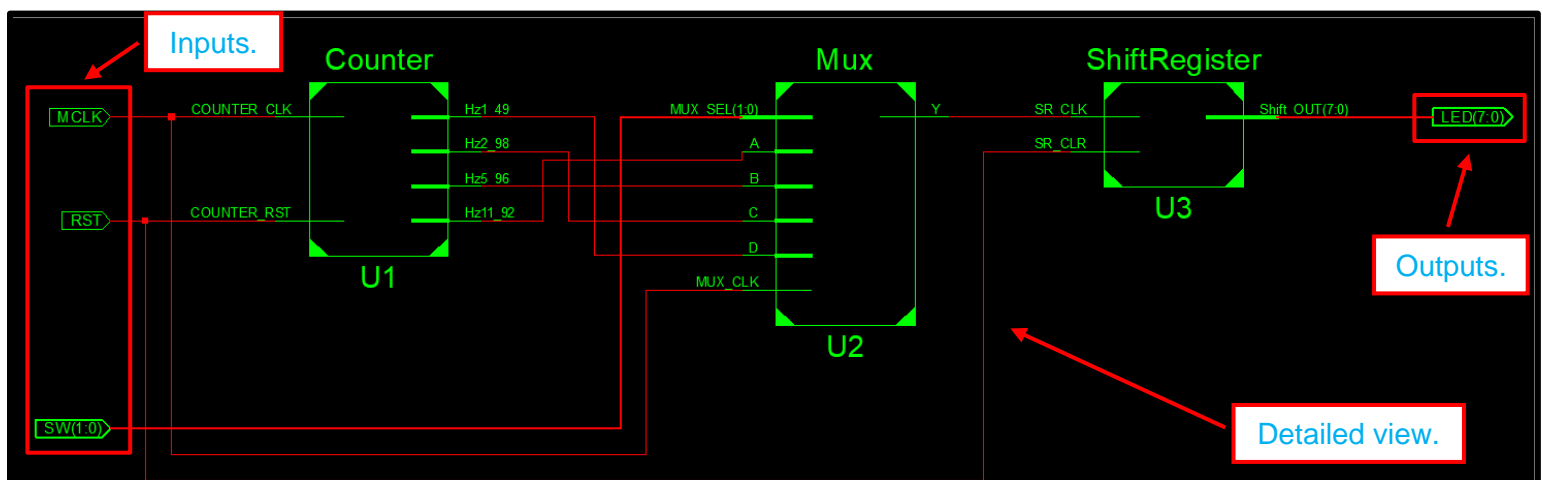 Inputs.
Counter
Mux
ShiftRegister
MCLK
COUNTER_CLK
Hz1_49
MUX_SEL(1:0)
Y
SR_CLK
Shift_OUT(7:0)
LED(7:0)
Hz2_98
A
SR_CLR
Hz5_96
B
RST
COUNTER_RST
Hz11_92
C
U3
D
Outputs.
U1
MUX_CLK
U2
SW(1:0)
Detailed view.